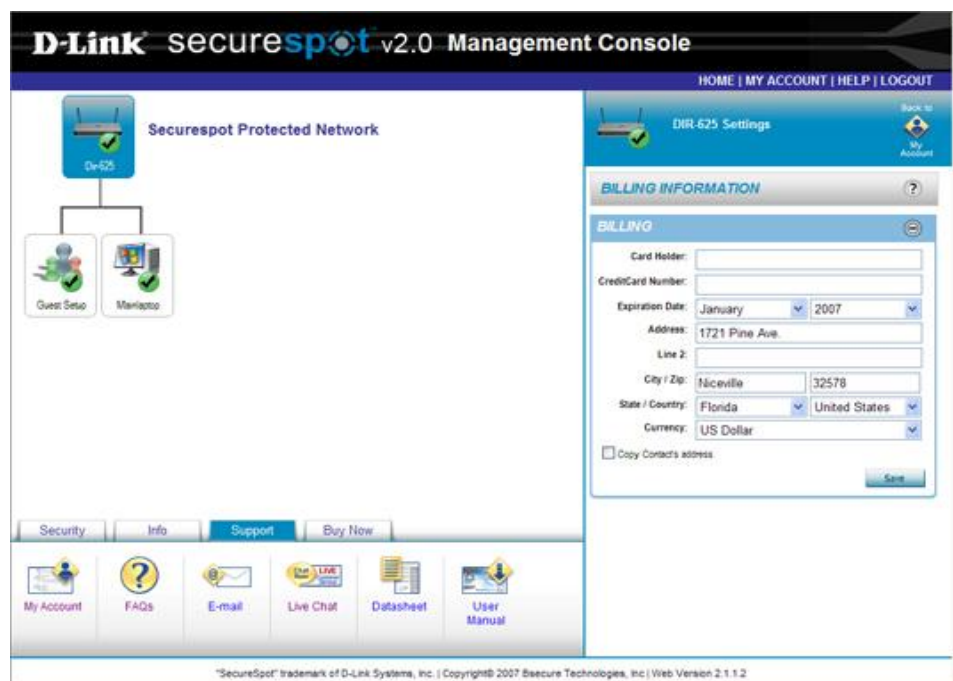 D-Link securespot v2.0 Management Console
HOME | MY ACCOUNT | HELP | LOGOUT
Dir-625
Securespot Protected Network
Guest Setup
Mainlaptop
DIR-625 Settings
Back to
My
Account
BILLING INFORMATION
?
BILLING
Card Holder:
CreditCard Number:
Expiration Date: January 2007
Address: 1721 Pine Ave.
Line 2:
City / Zip: Niceville 32578
State / Country: Florida United States
Currency: US Dollar
Copy Contact's address
Save
Security Info Support Buy Now
My Account
FAQs
E-mail
LIVE
Live Chat
Datasheet
User
Manual
"SecureSpot" trademark of D-Link Systems, Inc. | Copyright© 2007 Bsecure Technologies, Inc | Web Version 2.1.1.2